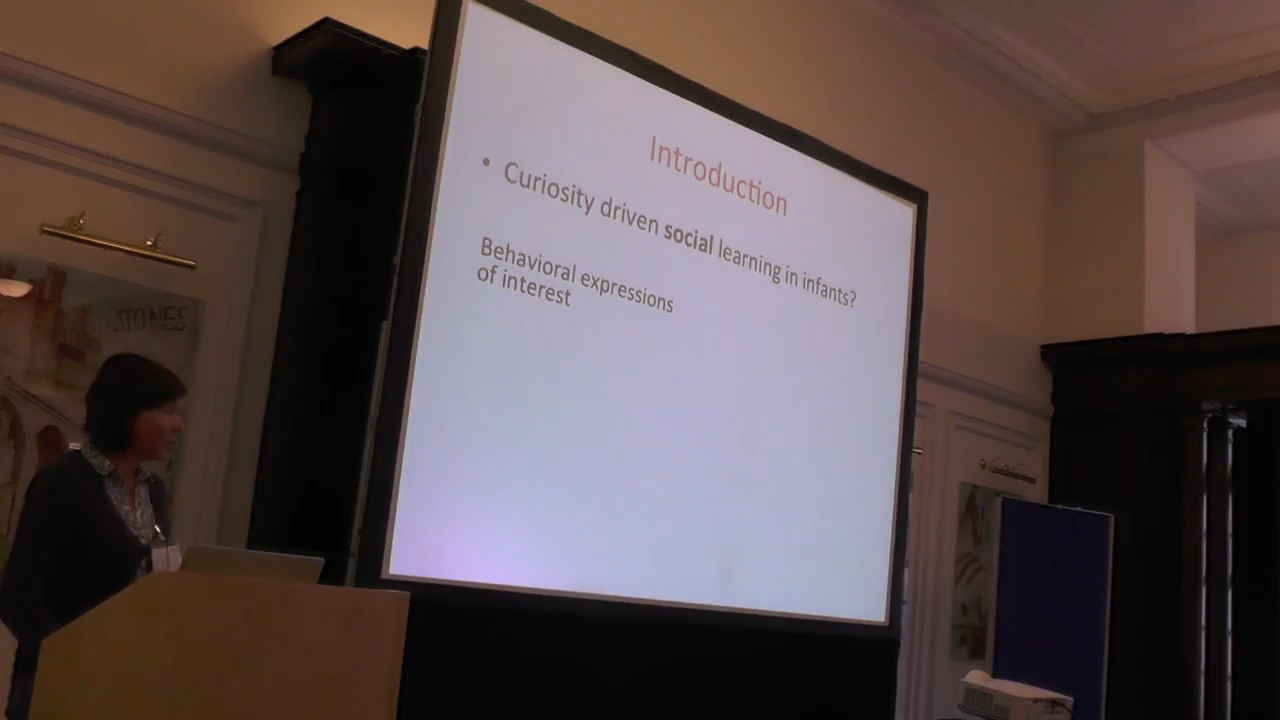 Introduction
• Curiosity driven social learning in infants?
Behavioral expressions
of interest
STONES